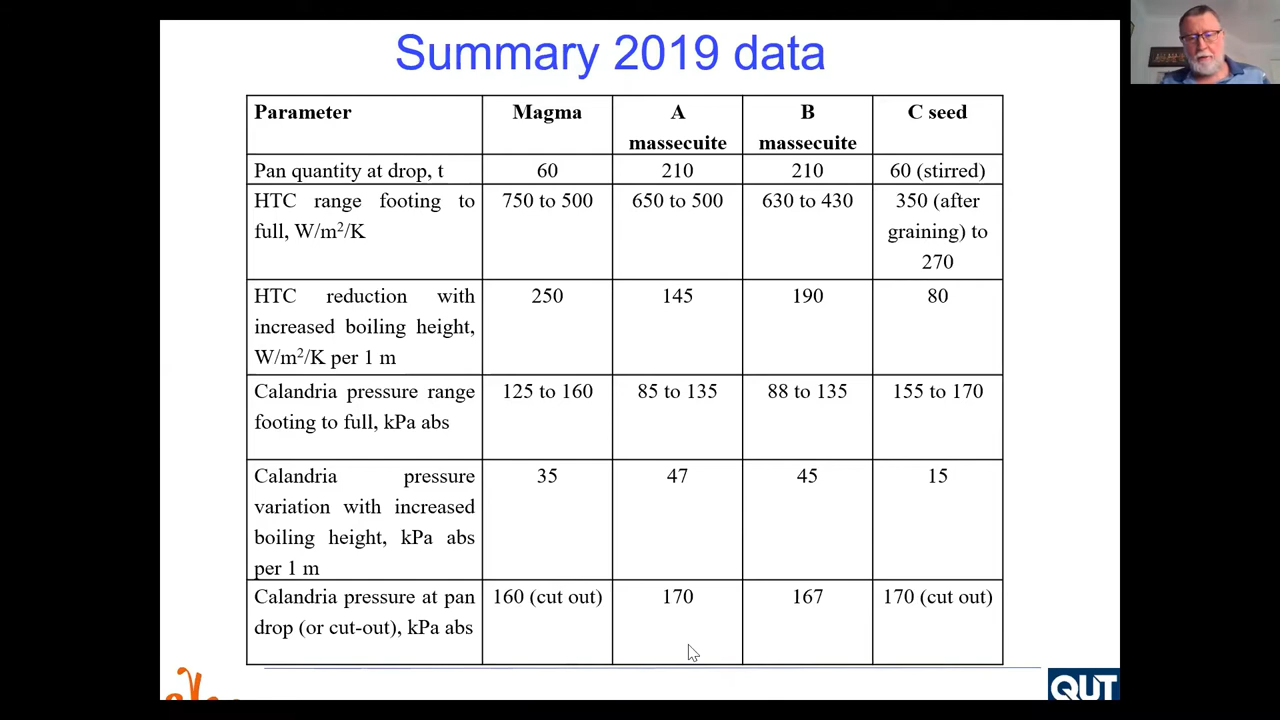 Summary 2019 data
Parameter
Magma
A
massecuite
B
massecuite
C seed
Pan quantity at drop, t
60
210
210
60 (stirred)
HTC range footing to
full, W/m²/K
750 to 500
650 to 500
630 to 430
350 (after
graining) to
270
HTC reduction with
increased boiling height,
W/m²/K per 1 m
250
145
190
80
Calandria pressure range
footing to full, kPa abs
125 to 160
85 to 135
88 to 135
155 to 170
Calandria pressure
variation with increased
boiling height, kPa abs
per 1 m
35
47
45
15
Calandria pressure at pan
drop (or cut-out), kPa abs
160 (cut out)
170
167
170 (cut out)
QUT